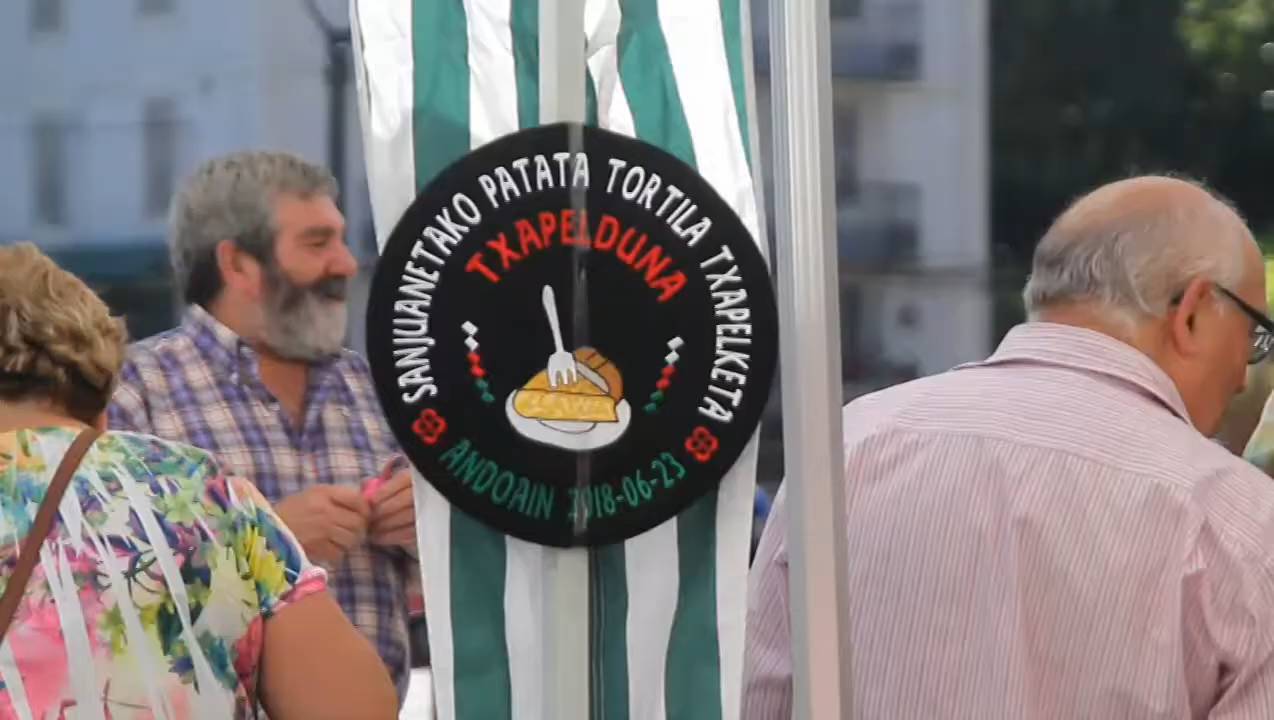 SANJUANETAKO PATATA TORTILA TXAPELKETA
TXAPELDUNA
ANDOAIN 2018-06-23